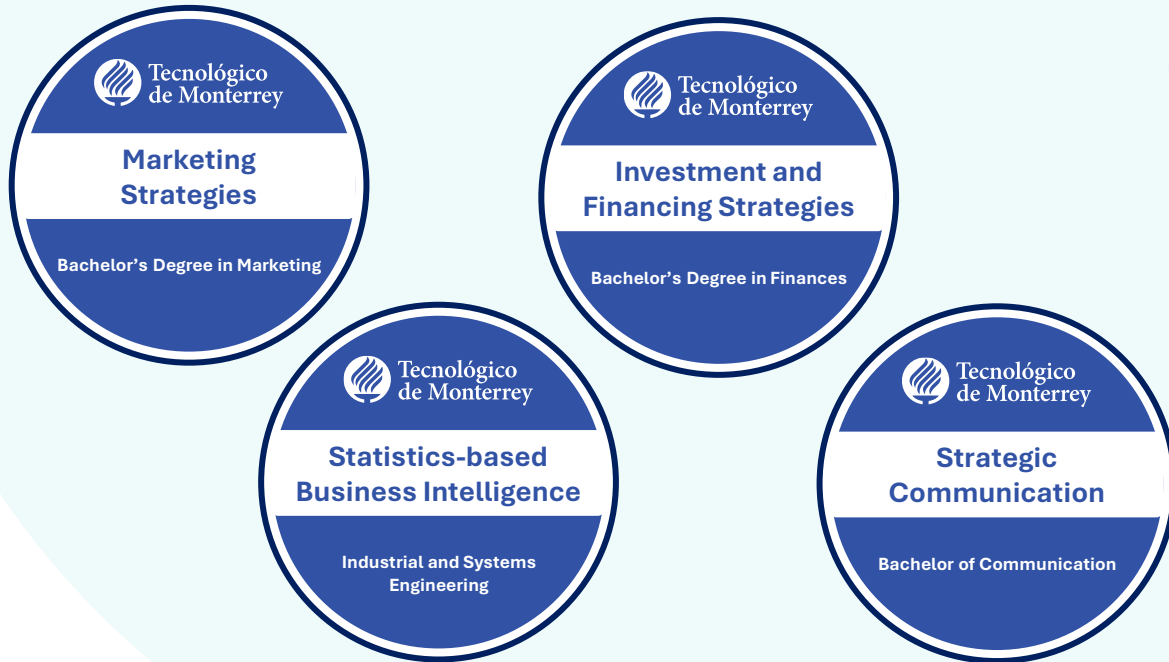 Tecnológico
de Monterrey
Marketing
Strategies
Bachelor’s Degree in Marketing
Tecnológico
de Monterrey
Investment and
Financing Strategies
Bachelor’s Degree in Finances
Tecnológico
de Monterrey
Statistics-based
Business Intelligence
Industrial and Systems
Engineering
Tecnológico
de Monterrey
Strategic
Communication
Bachelor of Communication